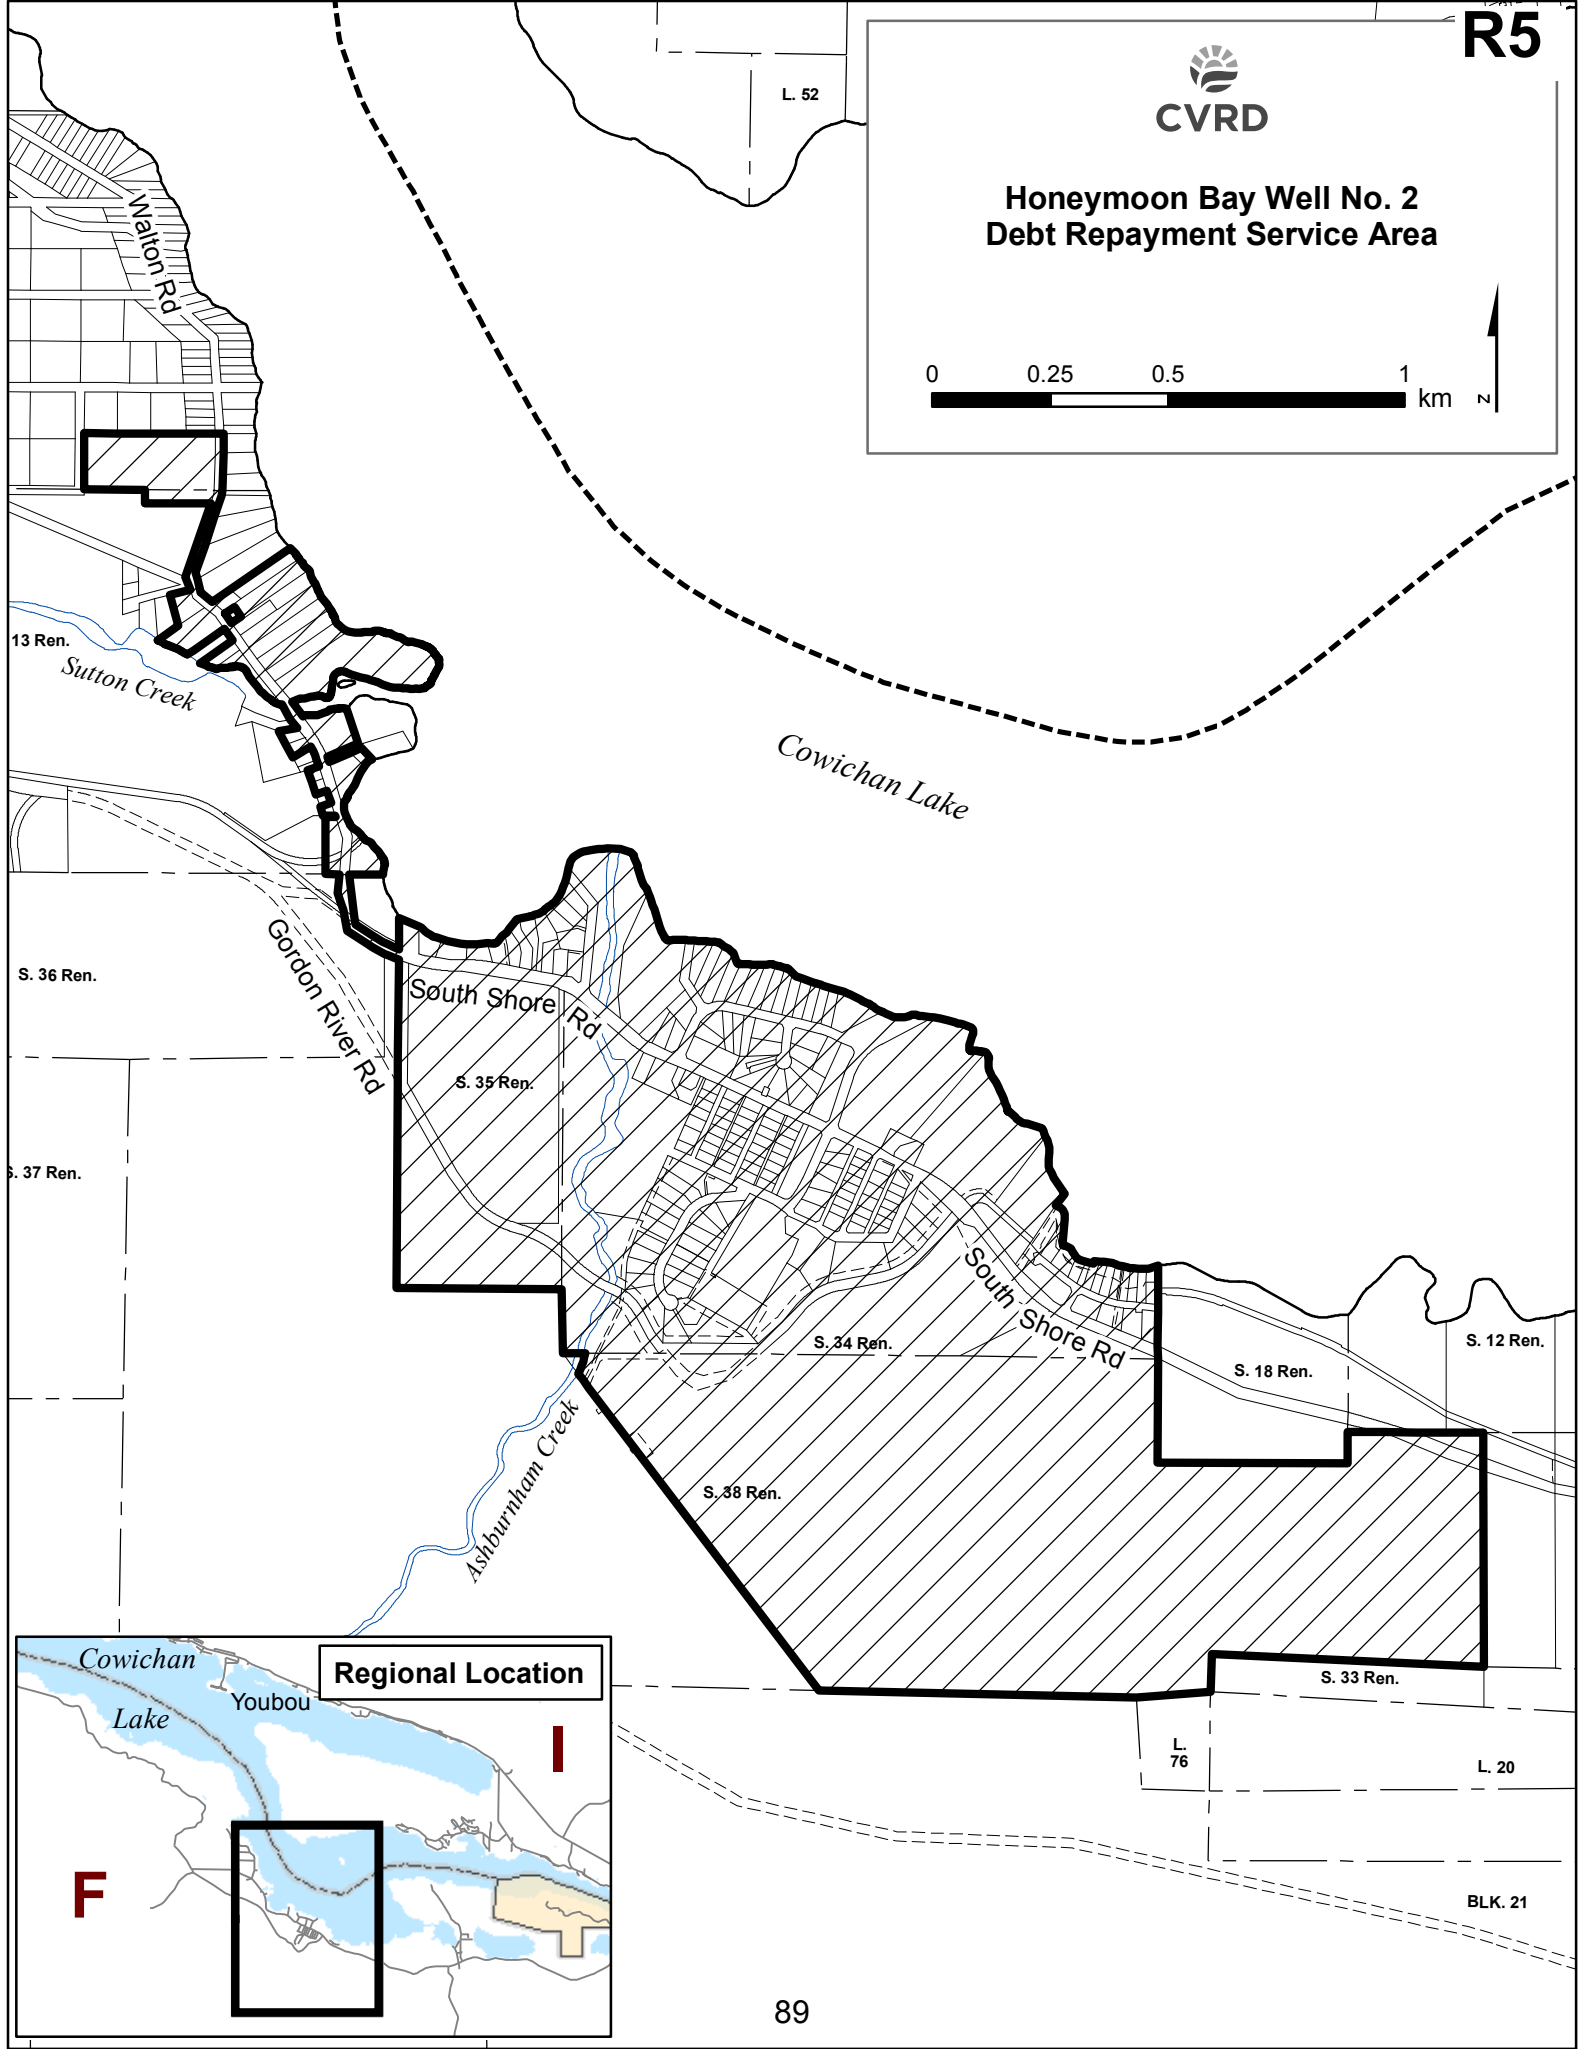 R5
CVRD
Honeymoon Bay Well No. 2
Debt Repayment Service Area
0 0.25 0.5 1
km
N
L. 52
Walton Rd
13 Ren.
Sutton Creek
Cowichan Lake
Gordon River Rd
S. 36 Ren.
South Shore Rd
S. 35 Ren.
S. 37 Ren.
South Shore Rd
S. 34 Ren.
S. 12 Ren.
S. 18 Ren.
Ashburnham Creek
S. 38 Ren.
S. 33 Ren.
L.
76
L. 20
BLK. 21
Regional Location
Cowichan
Lake
Youbou
I
F
89